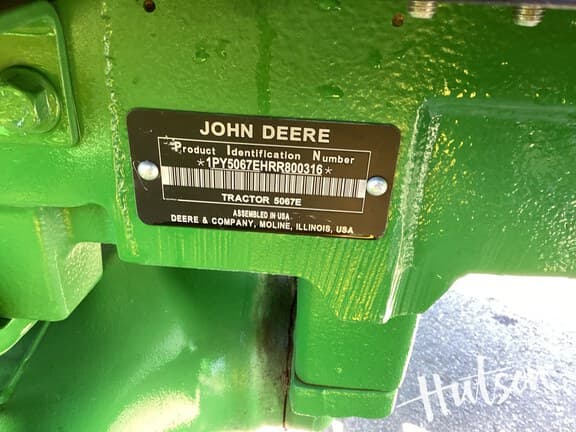 JOHN DEERE
Product Identification Number
*1PY5067EHRR800316*
TRACTOR 5067E
ASSEMBLED IN USA
DEERE & COMPANY, MOLINE, ILLINOIS, USA
Hutson